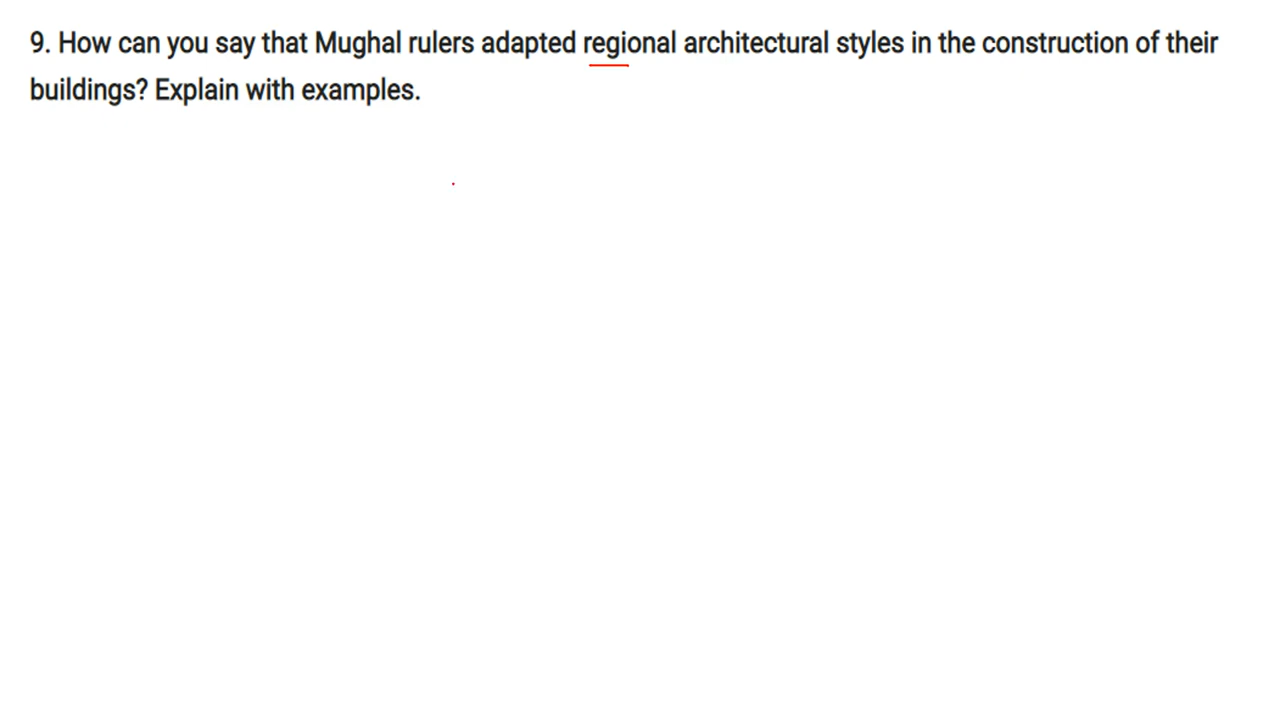 9. How can you say that Mughal rulers adapted regional architectural styles in the construction of their
buildings? Explain with examples.